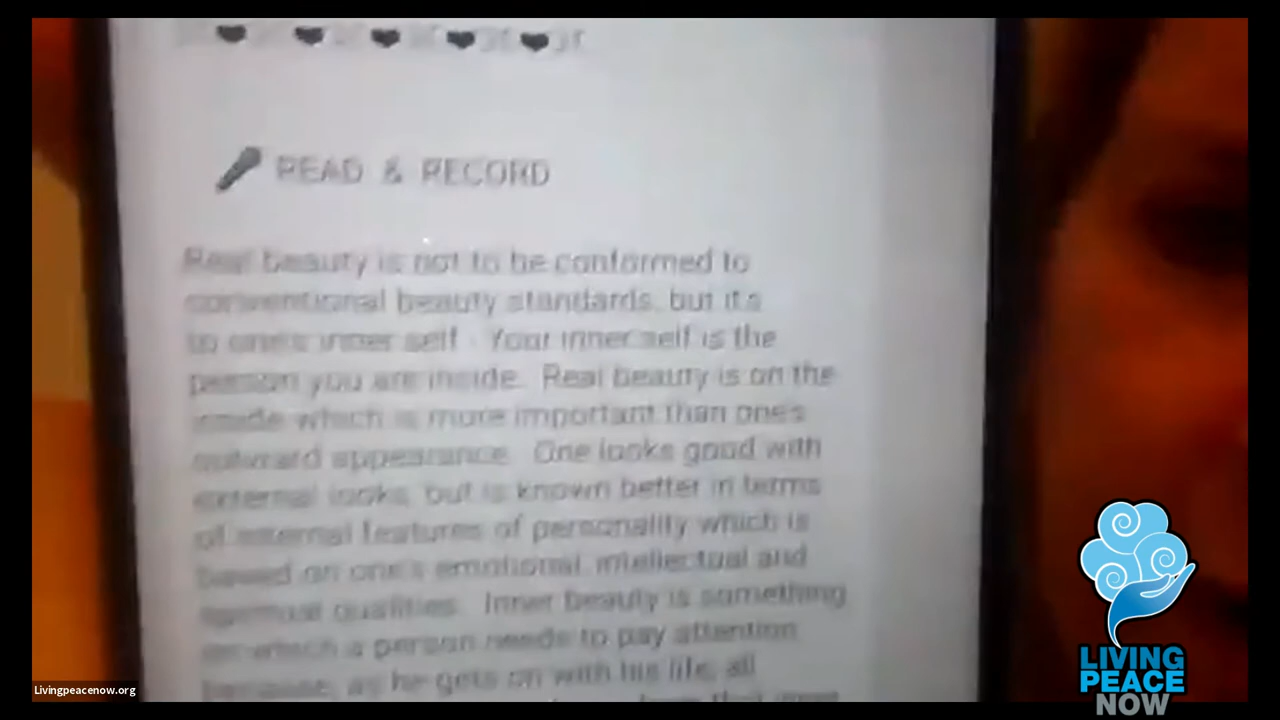 READ & RECORD
Real beauty is not to be conformed to
conventional beauty standards, but it's
to one's inner self. Your inner self is the
person you are inside. Real beauty is on the
inside which is more important than one's
outward appearance. One looks good with
external looks, but is known better in terms
of internal features of personality which is
based on one's emotional, intellectual and
spiritual qualities. Inner beauty is something
on which a person needs to pay attention
because, as he gets on with his life, all
that inner
LIVING
PEACE
NOW
Livingpeacenow.org